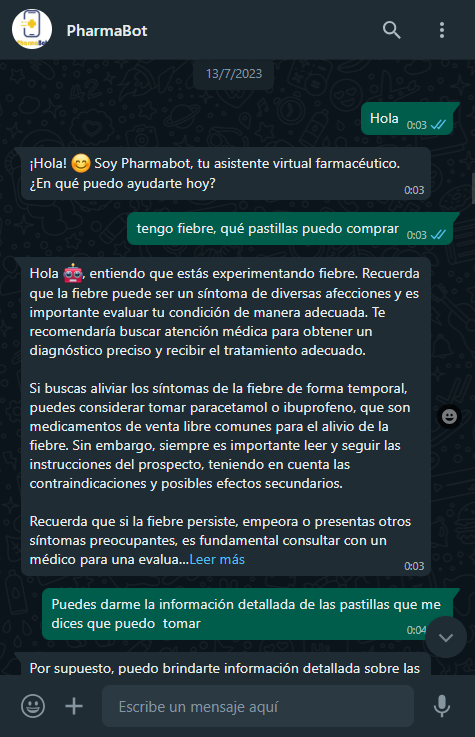 PharmaBot
PharmaBot
13/7/2023
Hola 0:03
¡Hola! 😊 Soy Pharmabot, tu asistente virtual farmacéutico.
¿En qué puedo ayudarte hoy?
0:03
tengo fiebre, qué pastillas puedo comprar 0:03
Hola 🤖, entiendo que estás experimentando fiebre. Recuerda
que la fiebre puede ser un síntoma de diversas afecciones y es
importante evaluar tu condición de manera adecuada. Te
recomendaría buscar atención médica para obtener un
diagnóstico preciso y recibir el tratamiento adecuado.
Si buscas aliviar los síntomas de la fiebre de forma temporal,
puedes considerar tomar paracetamol o ibuprofeno, que son
medicamentos de venta libre comunes para el alivio de la
fiebre. Sin embargo, siempre es importante leer y seguir las
instrucciones del prospecto, teniendo en cuenta las
contraindicaciones y posibles efectos secundarios.
Recuerda que si la fiebre persiste, empeora o presentas otros
síntomas preocupantes, es fundamental consultar con un
médico para una evalua...Leer más
0:03
Puedes darme la información detallada de las pastillas que me
dices que puedo  tomar
0:04
Por supuesto, puedo brindarte información detallada sobre las
Escribe un mensaje aquí